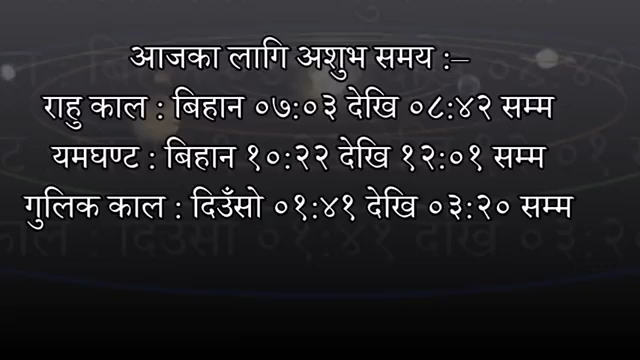 आजका लागि अशुभ समय :–
राहु काल : बिहान ०७:०३ देखि ०८:४२ सम्म
यमघण्ट : बिहान १०:२२ देखि १२:०१ सम्म
गुलिक काल : दिउँसो ०१:४१ देखि ०३:२० सम्म